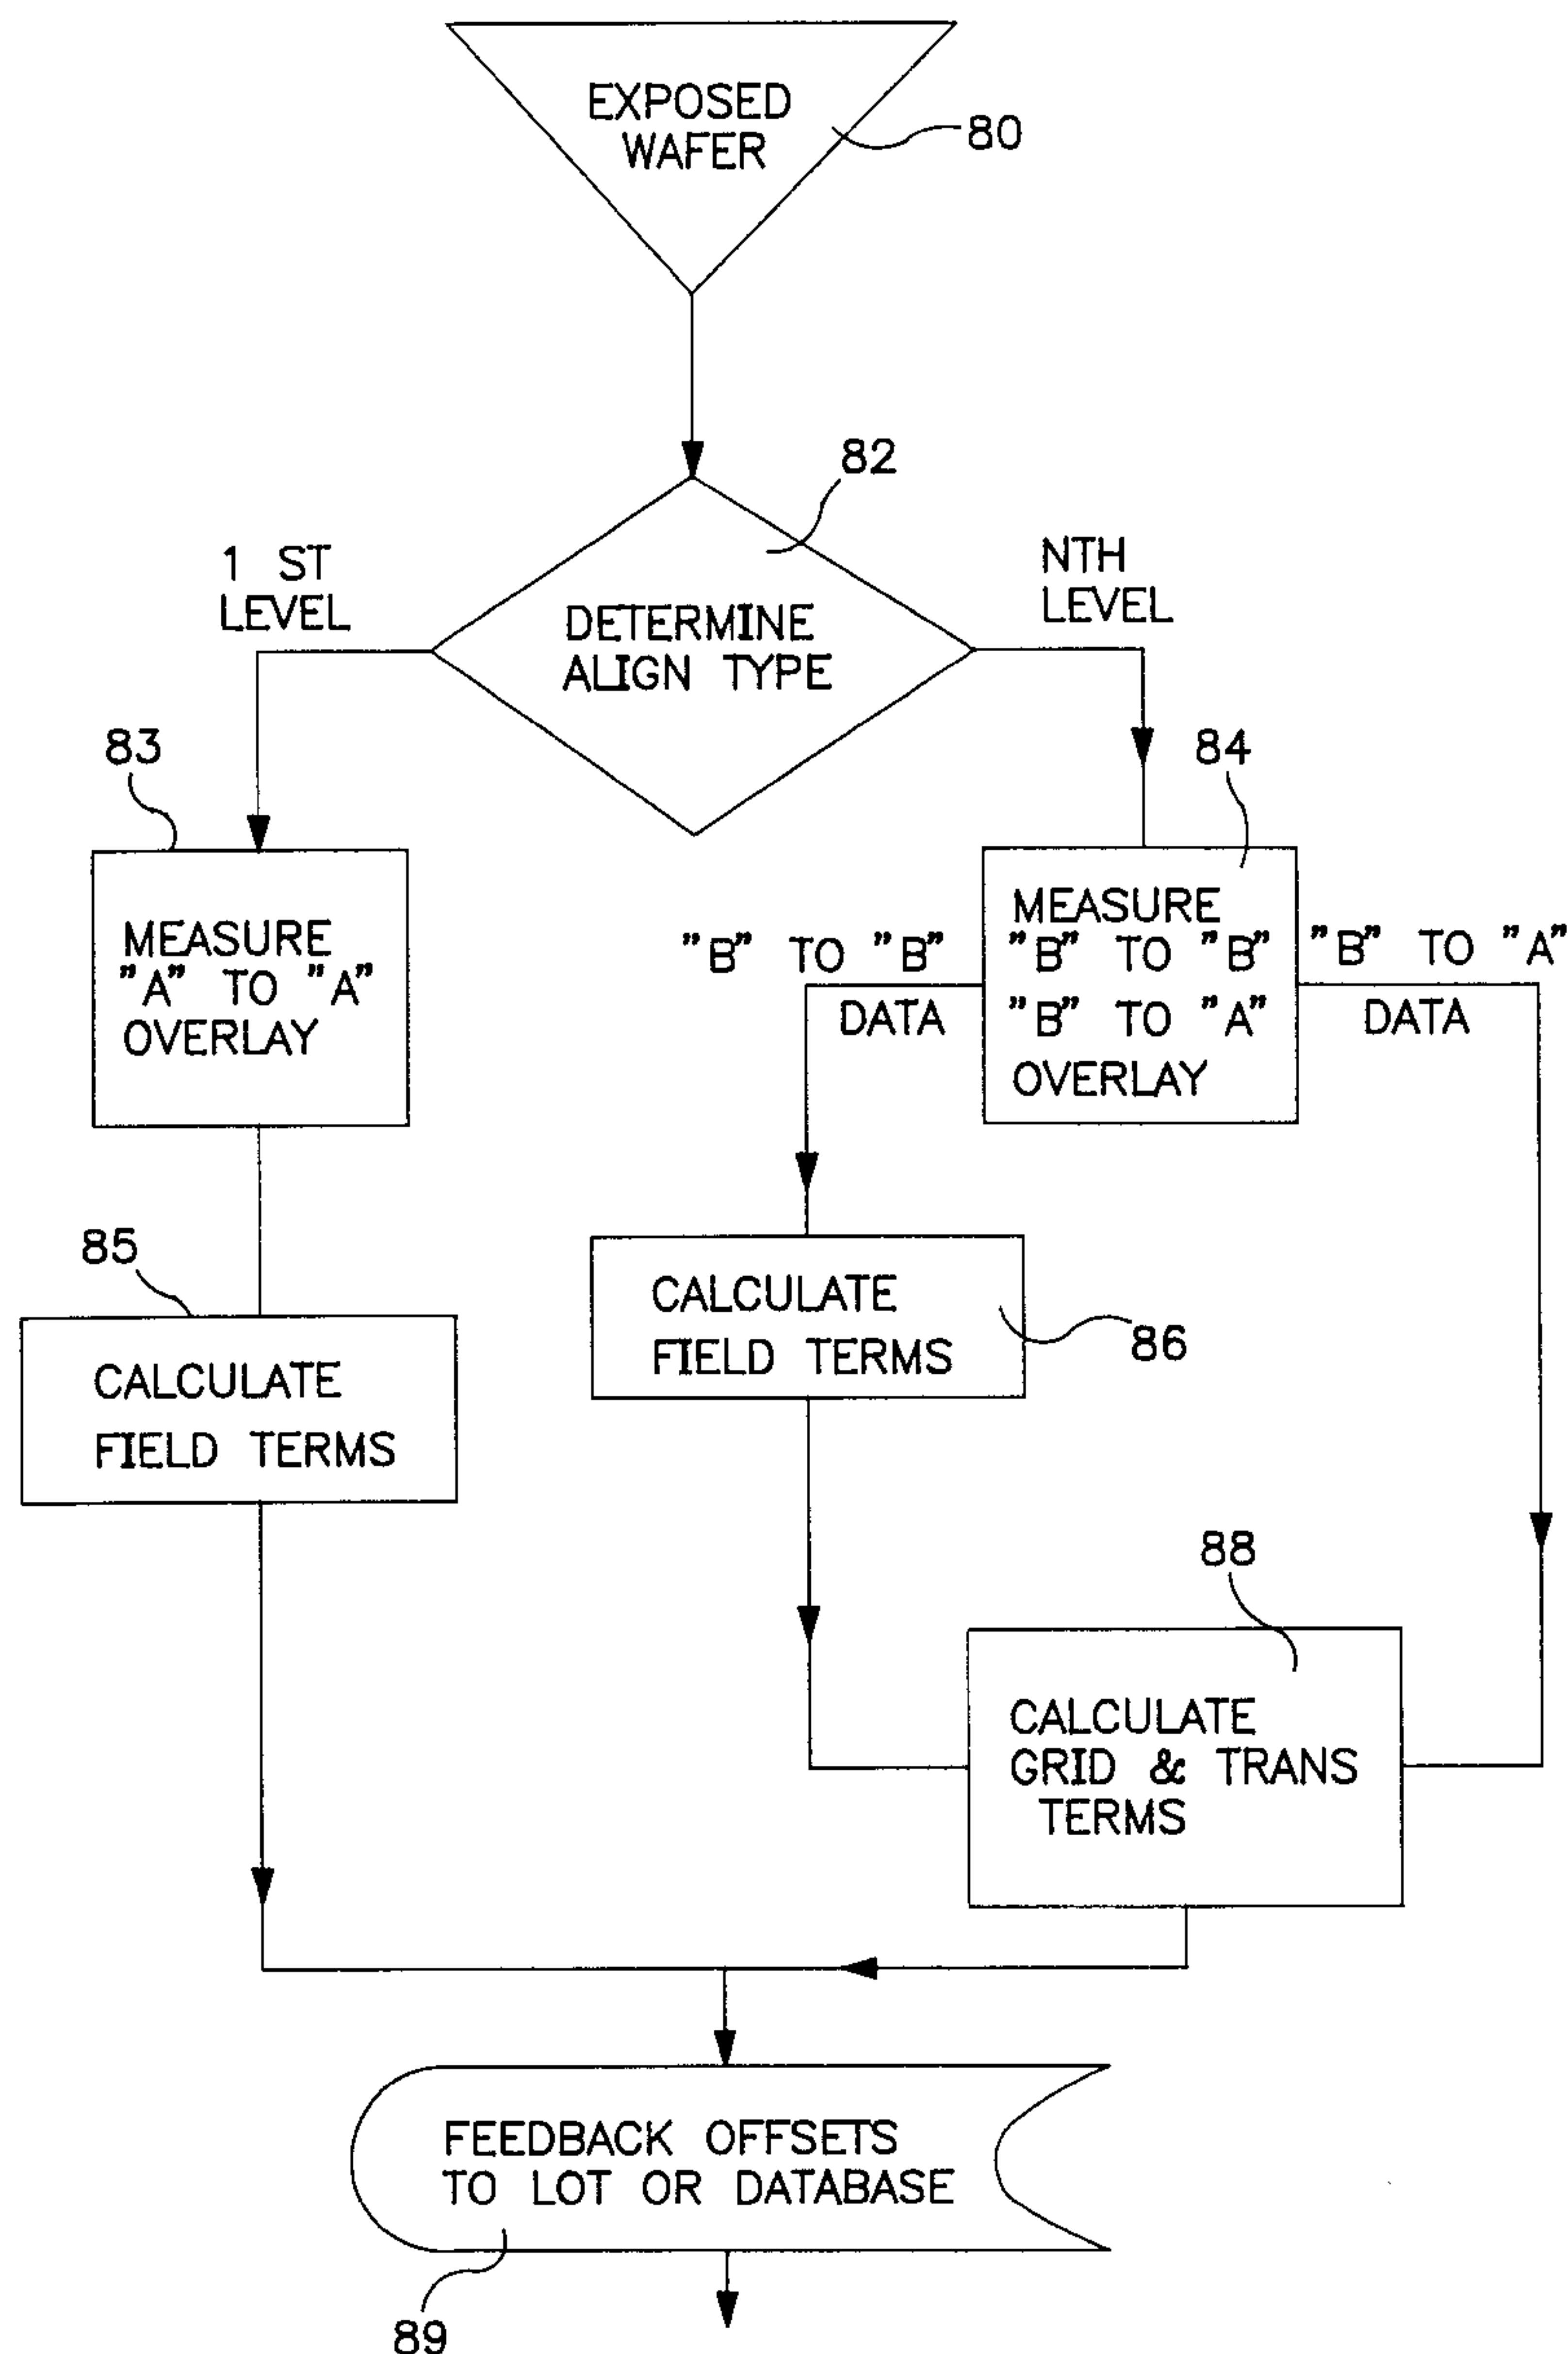 EXPOSED
WAFER
80
82
1 ST
LEVEL
NTH
LEVEL
DETERMINE
ALIGN TYPE
83
84
MEASURE
"A" TO "A"
OVERLAY
"B" TO "B"
DATA
MEASURE
"B" TO "B"
"B" TO "A"
OVERLAY
"B" TO "A"
DATA
85
CALCULATE
FIELD TERMS
CALCULATE
FIELD TERMS
86
88
CALCULATE
GRID & TRANS
TERMS
FEEDBACK OFFSETS
TO LOT OR DATABASE
89